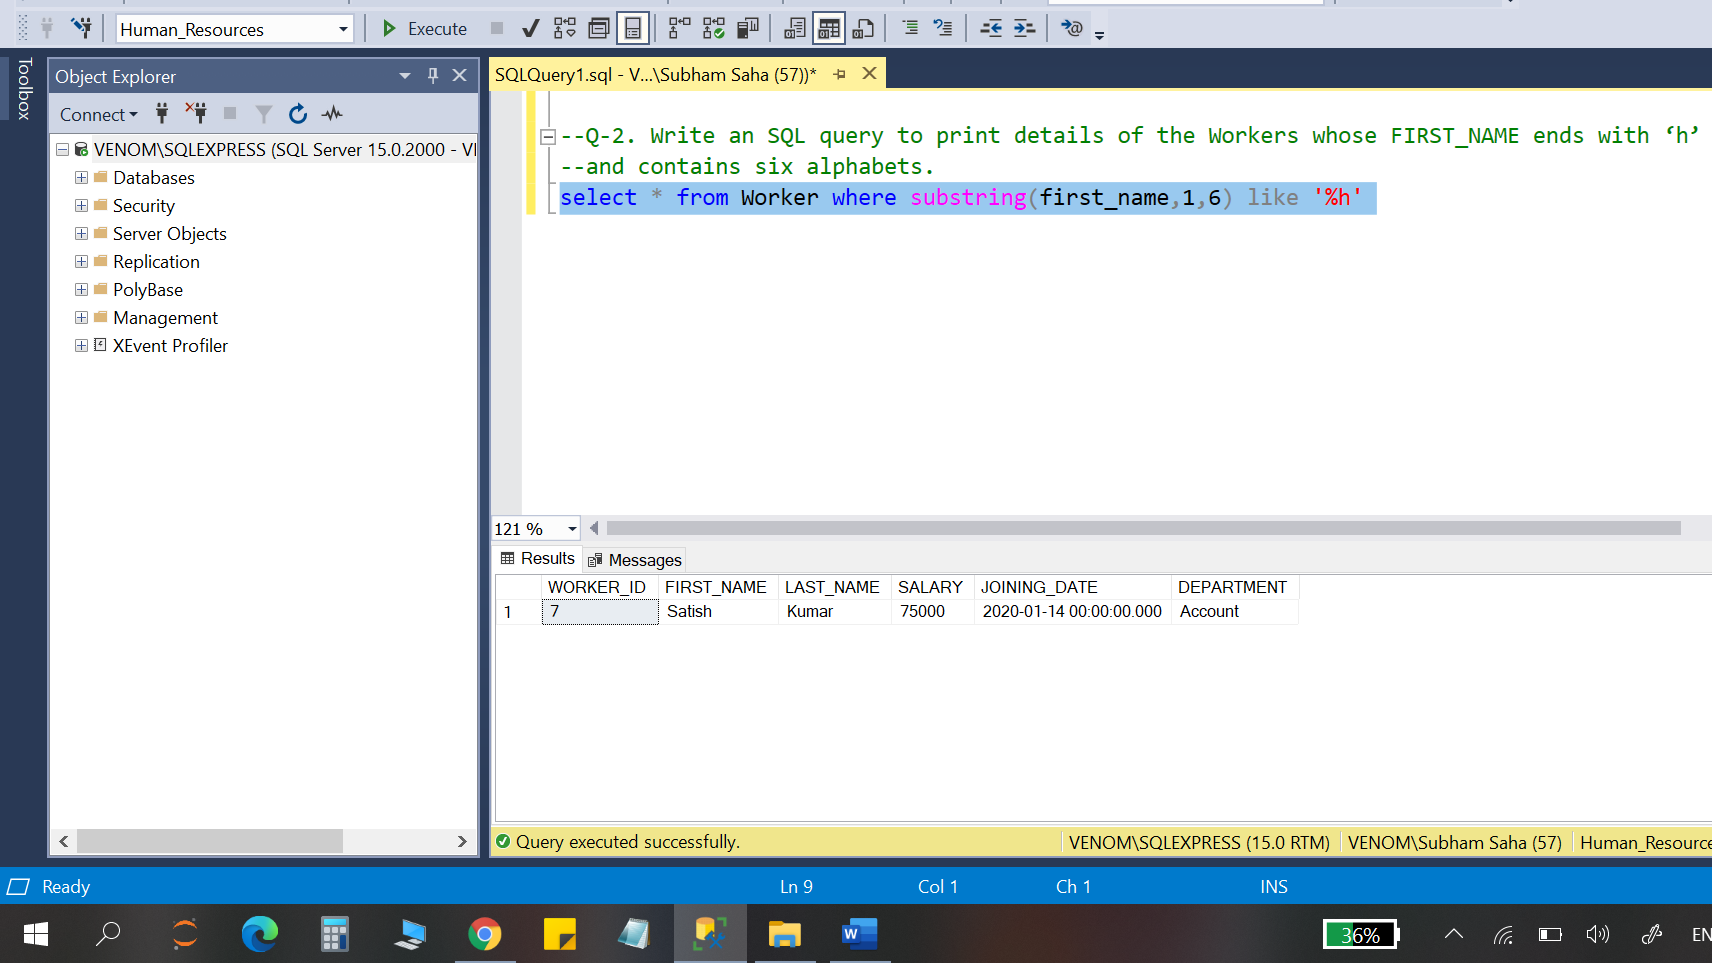 Human_Resources
Execute
Toolbox
Object Explorer
Connect
VENOM\SQLEXPRESS (SQL Server 15.0.2000 - VI
Databases
Security
Server Objects
Replication
PolyBase
Management
XEvent Profiler
SQLQuery1.sql - V...\Subham Saha (57))*
--Q-2. Write an SQL query to print details of the Workers whose FIRST_NAME ends with ‘h’
--and contains six alphabets.
select * from Worker where substring(first_name,1,6) like '%h'
121 %
Results Messages
WORKER_ID FIRST_NAME LAST_NAME SALARY JOINING_DATE DEPARTMENT
1 7 Satish Kumar 75000 2020-01-14 00:00:00.000 Account
Query executed successfully. VENOM\SQLEXPRESS (15.0 RTM) VENOM\Subham Saha (57) Human_Resource
Ready Ln 9 Col 1 Ch 1 INS
W 36% EN